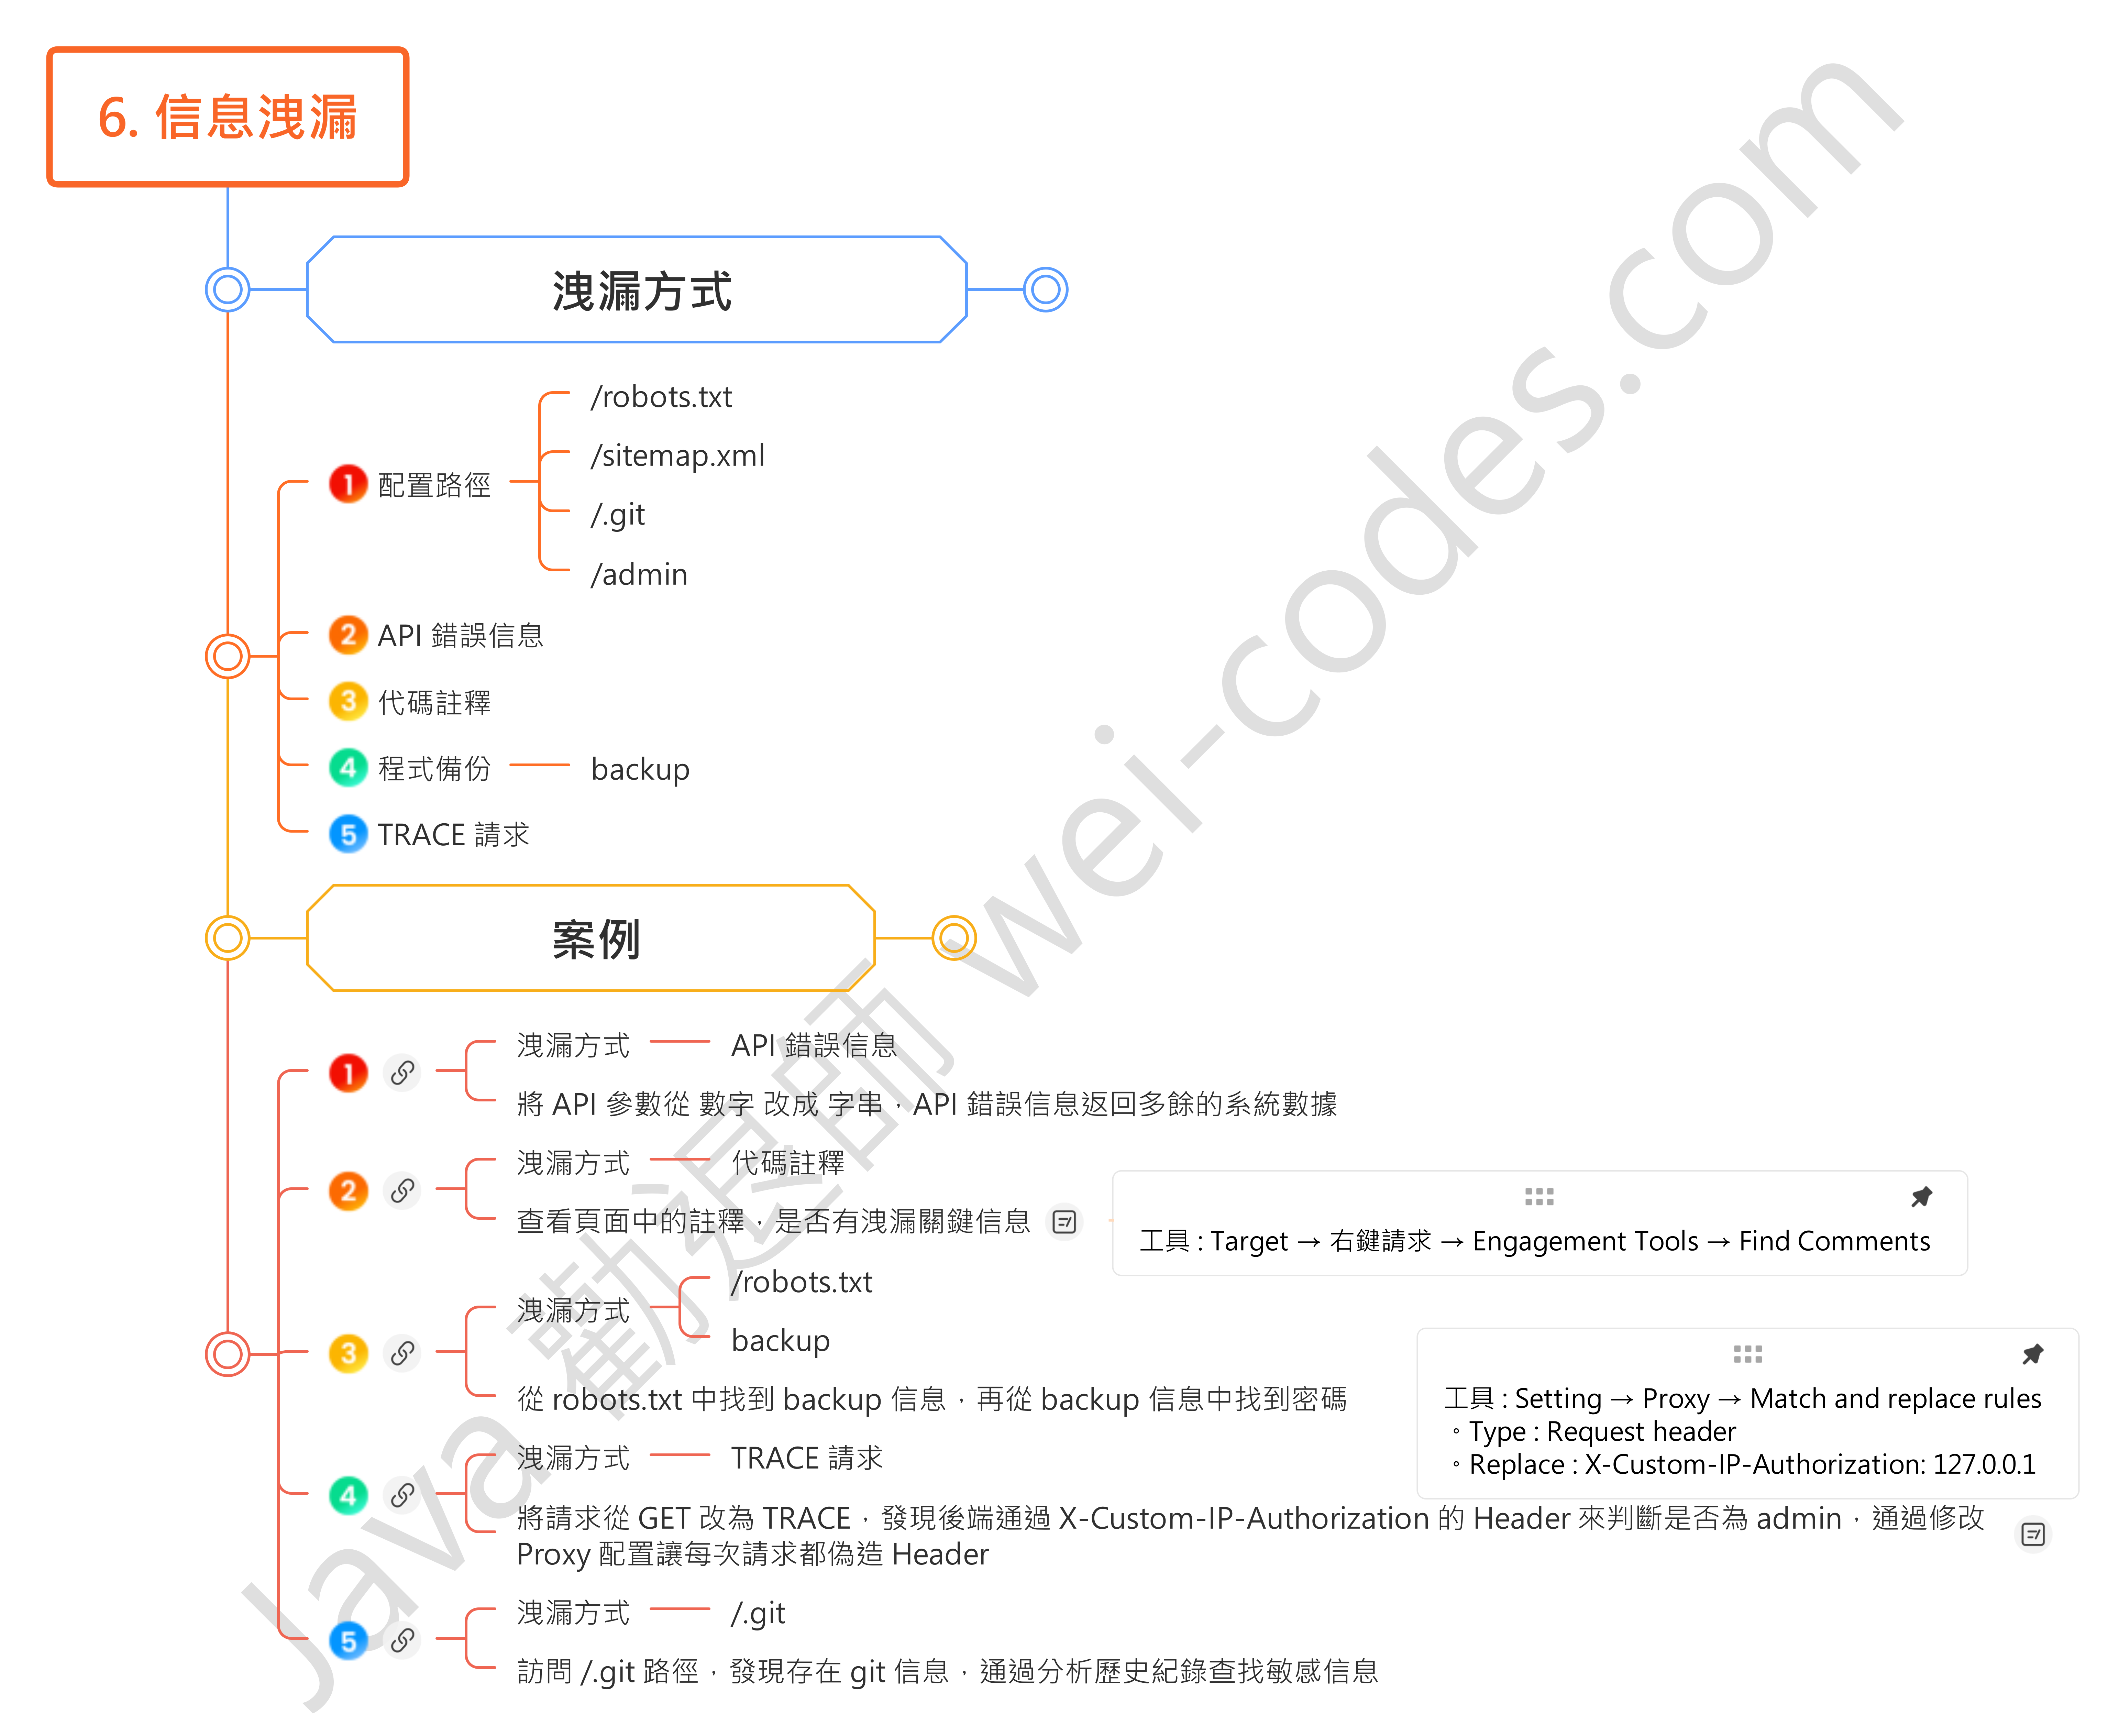 6. 信息洩漏
洩漏方式
1 配置路徑
/robots.txt
/sitemap.xml
/.git
/admin
2 API 錯誤信息
3 代碼註釋
4 程式備份
backup
5 TRACE 請求
案例
1
洩漏方式
API 錯誤信息
將 API 參數從 數字 改成 字串，API 錯誤信息返回多餘的系統數據
2
洩漏方式
代碼註釋
查看頁面中的註釋，是否有洩漏關鍵信息
工具 : Target → 右鍵請求 → Engagement Tools → Find Comments
3
洩漏方式
/robots.txt
backup
從 robots.txt 中找到 backup 信息，再從 backup 信息中找到密碼
4
洩漏方式
TRACE 請求
工具 : Setting → Proxy → Match and replace rules
◦ Type : Request header
◦ Replace : X-Custom-IP-Authorization: 127.0.0.1
將請求從 GET 改為 TRACE，發現後端通過 X-Custom-IP-Authorization 的 Header 來判斷是否為 admin，通過修改
Proxy 配置讓每次請求都偽造 Header
5
洩漏方式
/.git
訪問 /.git 路徑，發現存在 git 信息，通過分析歷史紀錄查找敏感信息
Java 勸退師 wei-codes.com